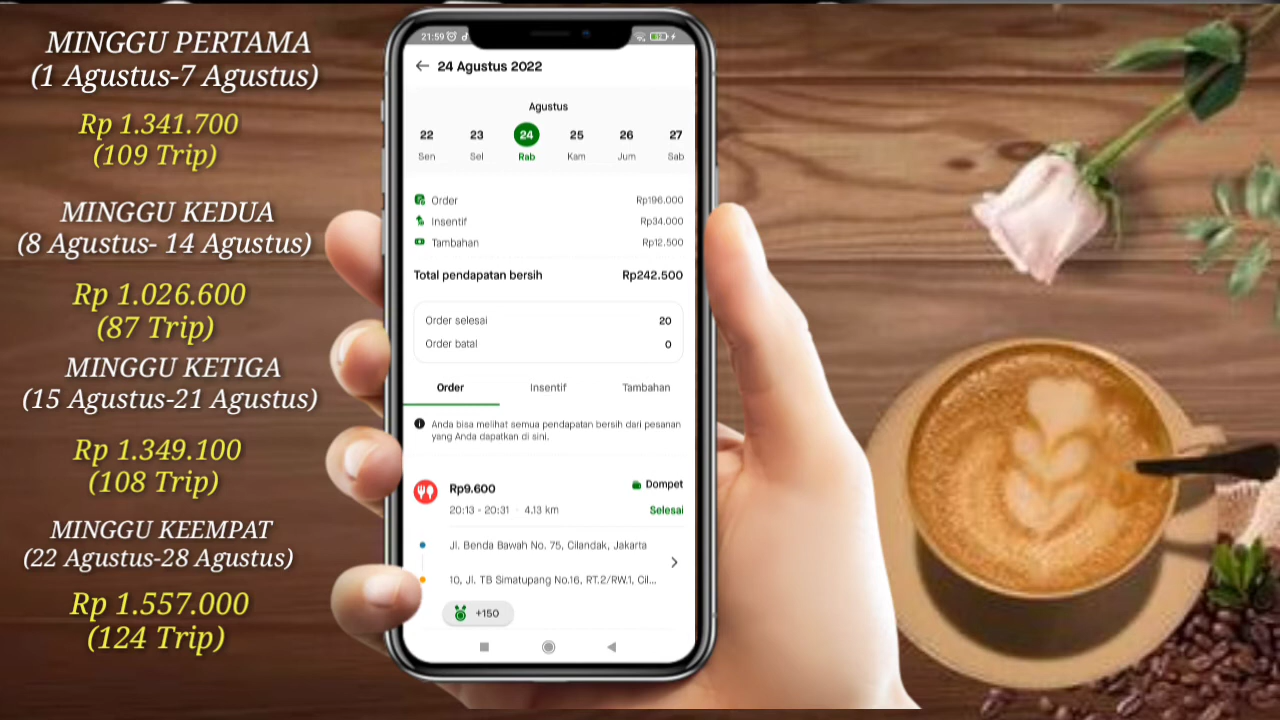 MINGGU PERTAMA
(1 Agustus-7 Agustus)
Rp 1.341.700
(109 Trip)
MINGGU KEDUA
(8 Agustus- 14 Agustus)
Rp 1.026.600
(87 Trip)
MINGGU KETIGA
(15 Agustus-21 Agustus)
Rp 1.349.100
(108 Trip)
MINGGU KEEMPAT
(22 Agustus-28 Agustus)
Rp 1.557.000
(124 Trip)
21:59
24 Agustus 2022
Agustus
22 23 24 25 26 27
Sen Sel Rab Kam Jum Sab
Order Rp196.000
Insentif Rp34.000
Tambahan Rp12.500
Total pendapatan bersih Rp242.500
Order selesai 20
Order batal 0
Order Insentif Tambahan
Anda bisa melihat semua pendapatan bersih dari pesanan
yang Anda dapatkan di sini.
Rp9.600 Dompet
20:13 - 20:31 · 4.13 km Selesai
Jl. Benda Bawah No. 75, Cilandak, Jakarta
10, Jl. TB Simatupang No.16, RT.2/RW.1, Cil...
+150